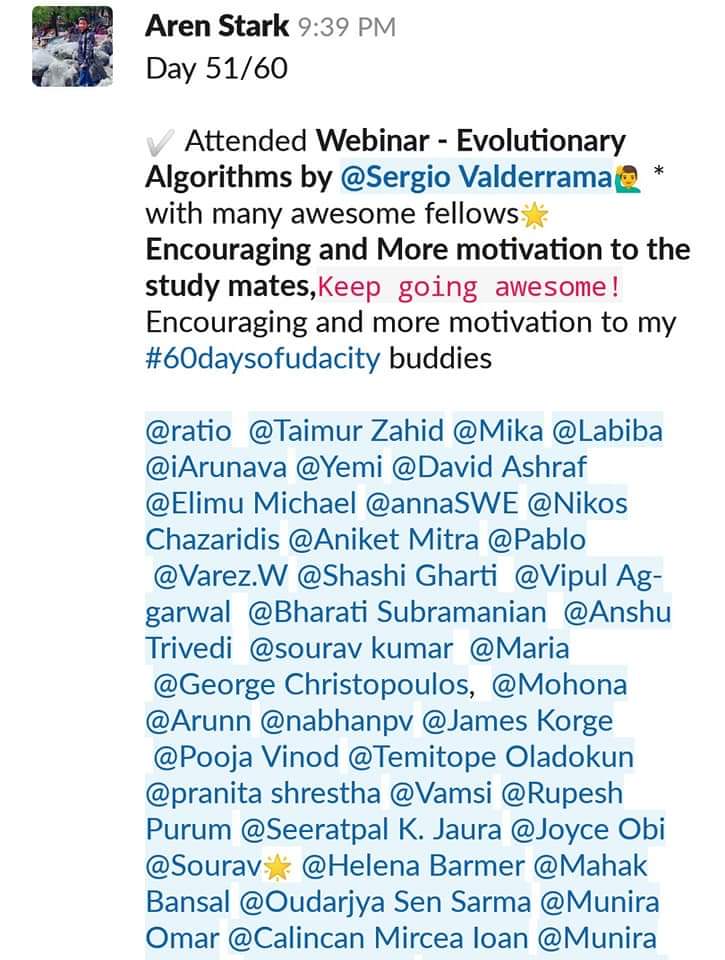 Aren Stark 9:39 PM
Day 51/60
✔️ Attended Webinar - Evolutionary
Algorithms by @Sergio Valderrama🙋‍♂️ *
with many awesome fellows🌟
Encouraging and More motivation to the
study mates,Keep going awesome!
Encouraging and more motivation to my
#60daysofudacity buddies
@ratio @Taimur Zahid @Mika @Labiba
@iArunava @Yemi @David Ashraf
@Elimu Michael @annaSWE @Nikos
Chazaridis @Aniket Mitra @Pablo
@Varez.W @Shashi Gharti @Vipul Ag-
garwal @Bharati Subramanian @Anshu
Trivedi @sourav kumar @Maria
@George Christopoulos, @Mohona
@Arunn @nabhanpv @James Korge
@Pooja Vinod @Temitope Oladokun
@pranita shrestha @Vamsi @Rupesh
Purum @Seeratpal K. Jaura @Joyce Obi
@Sourav🌟 @Helena Barmer @Mahak
Bansal @Oudarjya Sen Sarma @Munira
Omar @Calincan Mircea Ioan @Munira